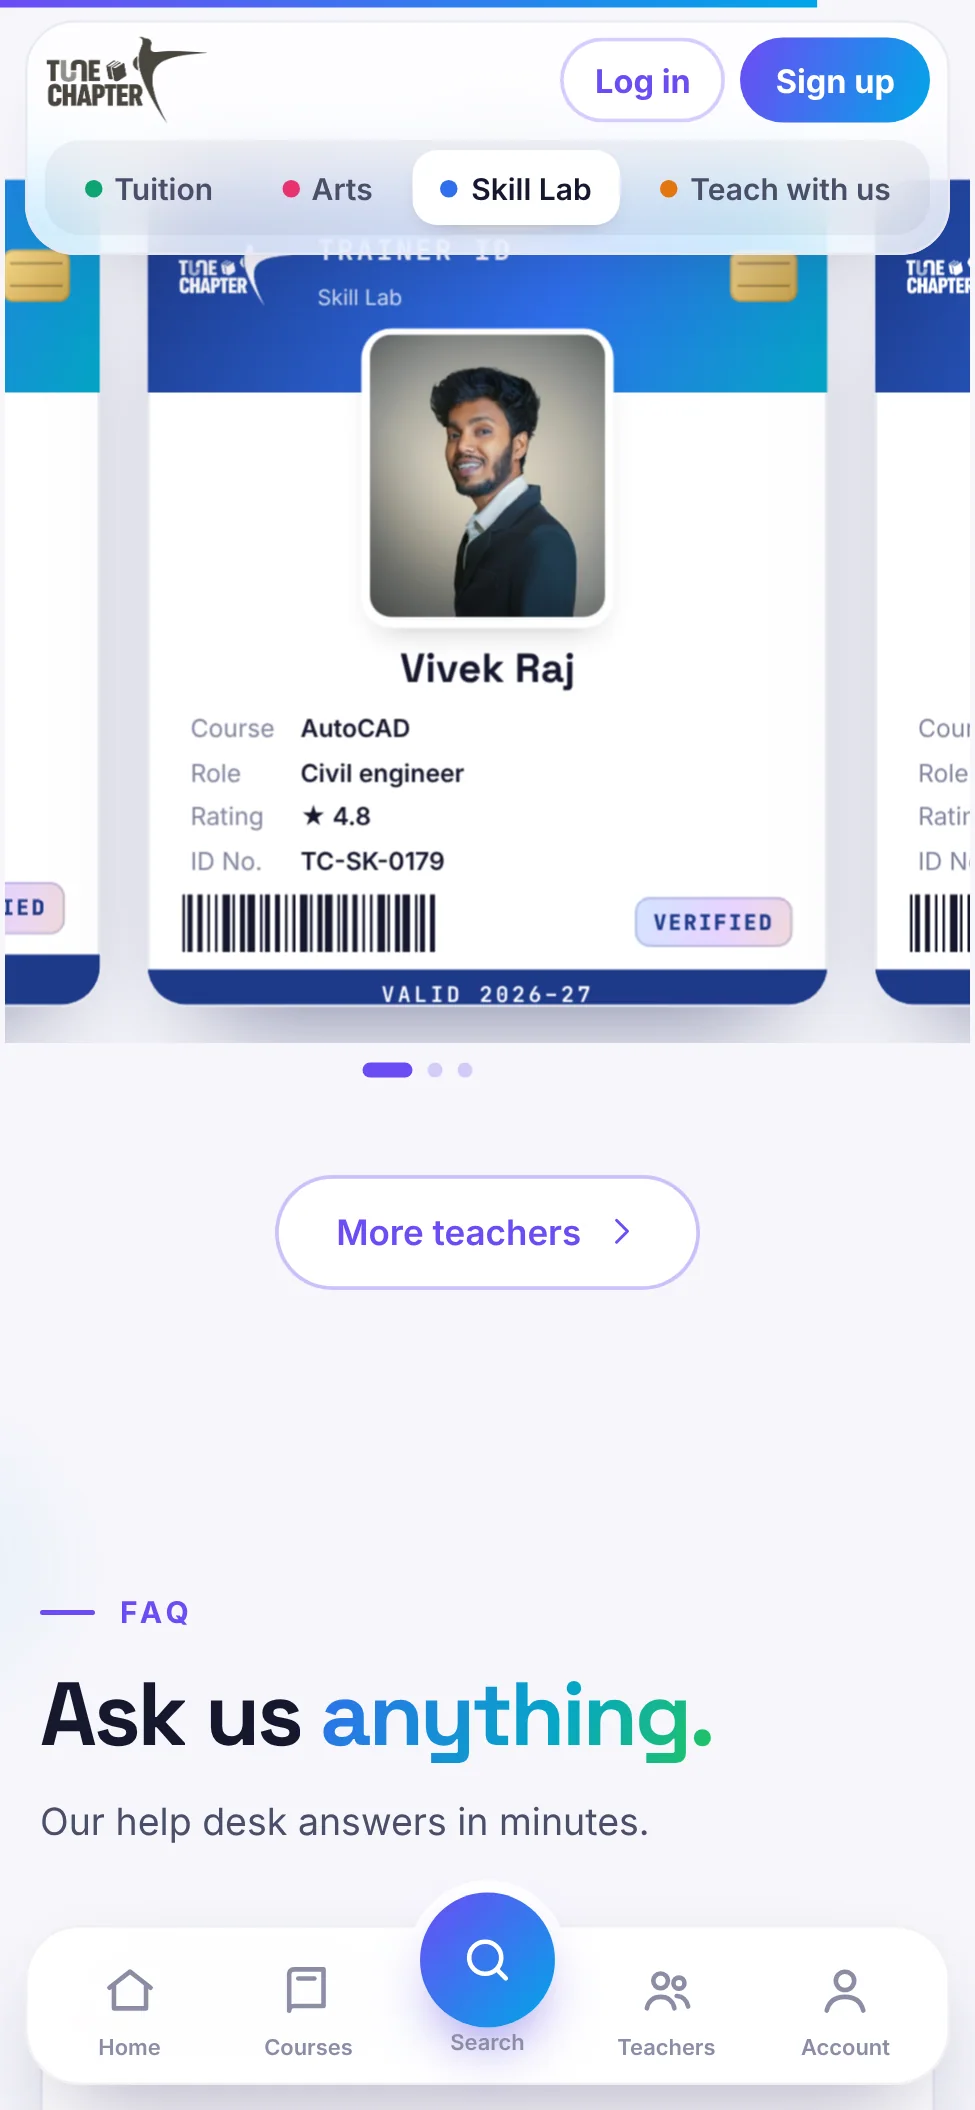 TUNE
CHAPTER
Log in
Sign up
Tuition
Arts
Skill Lab
Teach with us
TUNE
CHAPTER
TRAINER ID
Skill Lab
TUNE
CHAPTER
Vivek Raj
Course AutoCAD
Role Civil engineer
Rating ★ 4.8
ID No. TC-SK-0179
VERIFIED
VALID 2026-27
Role
More teachers
FAQ
Ask us anything.
Our help desk answers in minutes.
Home
Courses
Search
Teachers
Account